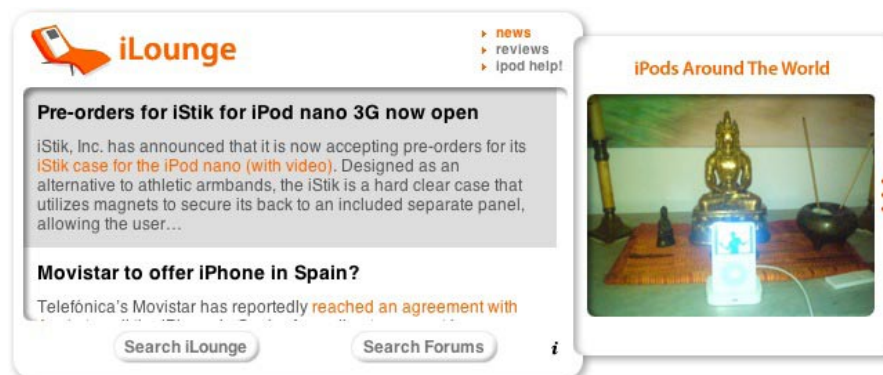 iLounge
news
reviews
ipod help!
Pre-orders for iStik for iPod nano 3G now open
iStik, Inc. has announced that it is now accepting pre-orders for its
iStik case for the iPod nano (with video). Designed as an
alternative to athletic armbands, the iStik is a hard clear case that
utilizes magnets to secure its back to an included separate panel,
allowing the user…
Movistar to offer iPhone in Spain?
Telefónica's Movistar has reportedly reached an agreement with
Search iLounge
Search Forums
i
iPods Around The World